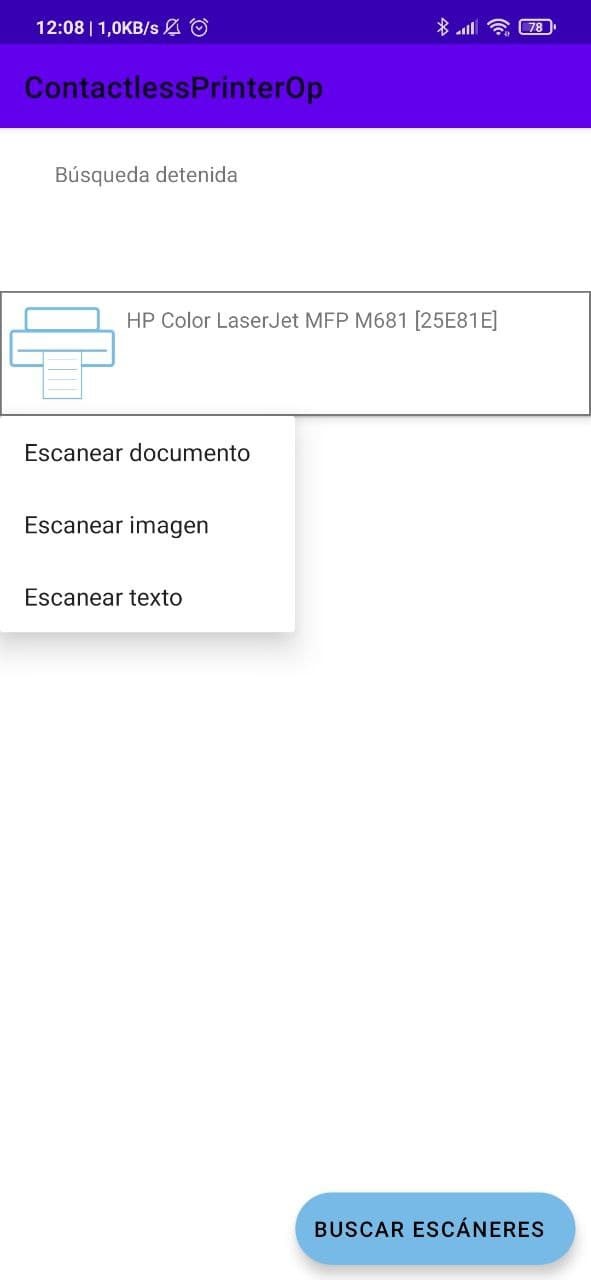 12:08 | 1,0KB/s
78
ContactlessPrinterOp
Búsqueda detenida
HP Color LaserJet MFP M681 [25E81E]
Escanear documento
Escanear imagen
Escanear texto
BUSCAR ESCÁNERES